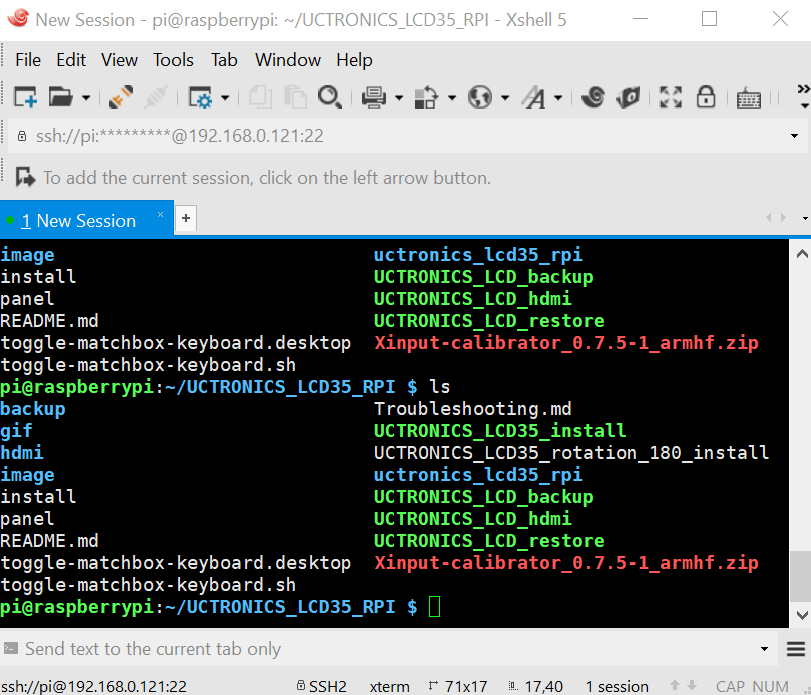 New Session - pi@raspberrypi: ~/UCTRONICS_LCD35_RPI - Xshell 5
File Edit View Tools Tab Window Help
ssh://pi:*********@192.168.0.121:22
To add the current session, click on the left arrow button.
1 New Session
image uctronics_lcd35_rpi
install UCTRONICS_LCD_backup
panel UCTRONICS_LCD_hdmi
README.md UCTRONICS_LCD_restore
toggle-matchbox-keyboard.desktop Xinput-calibrator_0.7.5-1_armhf.zip
toggle-matchbox-keyboard.sh
pi@raspberrypi:~/UCTRONICS_LCD35_RPI $ ls
backup Troubleshooting.md
gif UCTRONICS_LCD35_install
hdmi UCTRONICS_LCD35_rotation_180_install
image uctronics_lcd35_rpi
install UCTRONICS_LCD_backup
panel UCTRONICS_LCD_hdmi
README.md UCTRONICS_LCD_restore
toggle-matchbox-keyboard.desktop Xinput-calibrator_0.7.5-1_armhf.zip
toggle-matchbox-keyboard.sh
pi@raspberrypi:~/UCTRONICS_LCD35_RPI $
Send text to the current tab only
ssh://pi@192.168.0.121:22 SSH2 xterm 71x17 17,40 1 session CAP NUM